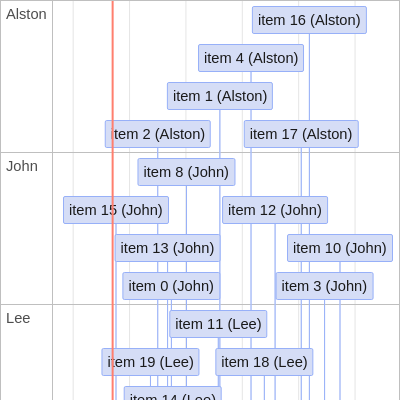 Alston
item 16 (Alston)
item 4 (Alston)
item 1 (Alston)
item 2 (Alston)
item 17 (Alston)
John
item 8 (John)
item 15 (John)
item 12 (John)
item 13 (John)
item 10 (John)
item 0 (John)
item 3 (John)
Lee
item 11 (Lee)
item 19 (Lee)
item 18 (Lee)
item 14 (Lee)